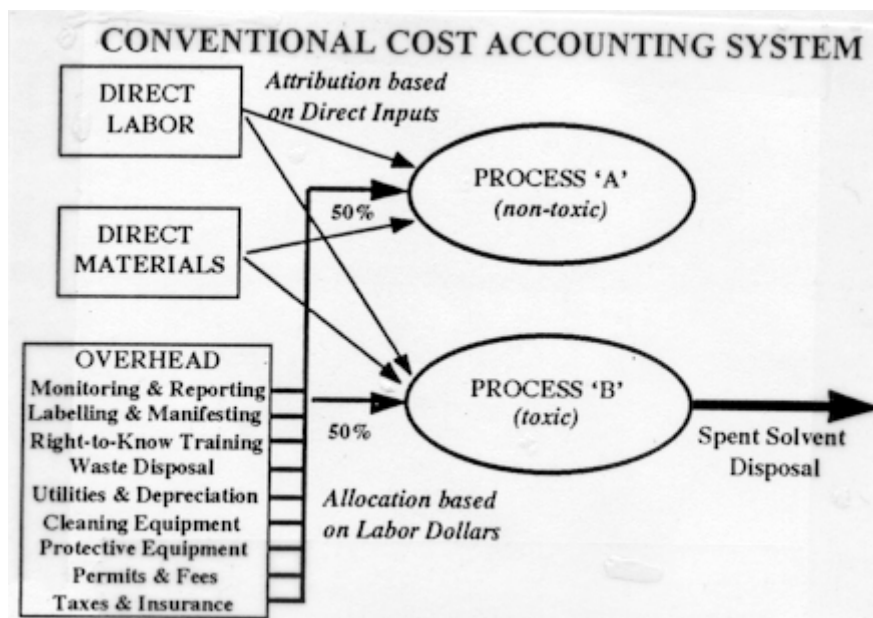 CONVENTIONAL COST ACCOUNTING SYSTEM
DIRECT
LABOR
Attribution based
on Direct Inputs
PROCESS ‘A’
(non-toxic)
50%
DIRECT
MATERIALS
OVERHEAD
Monitoring & Reporting
Labelling & Manifesting
Right-to-Know Training
Waste Disposal
Utilities & Depreciation
Cleaning Equipment
Protective Equipment
Permits & Fees
Taxes & Insurance
50%
PROCESS ‘B’
(toxic)
Spent Solvent
Disposal
Allocation based
on Labor Dollars